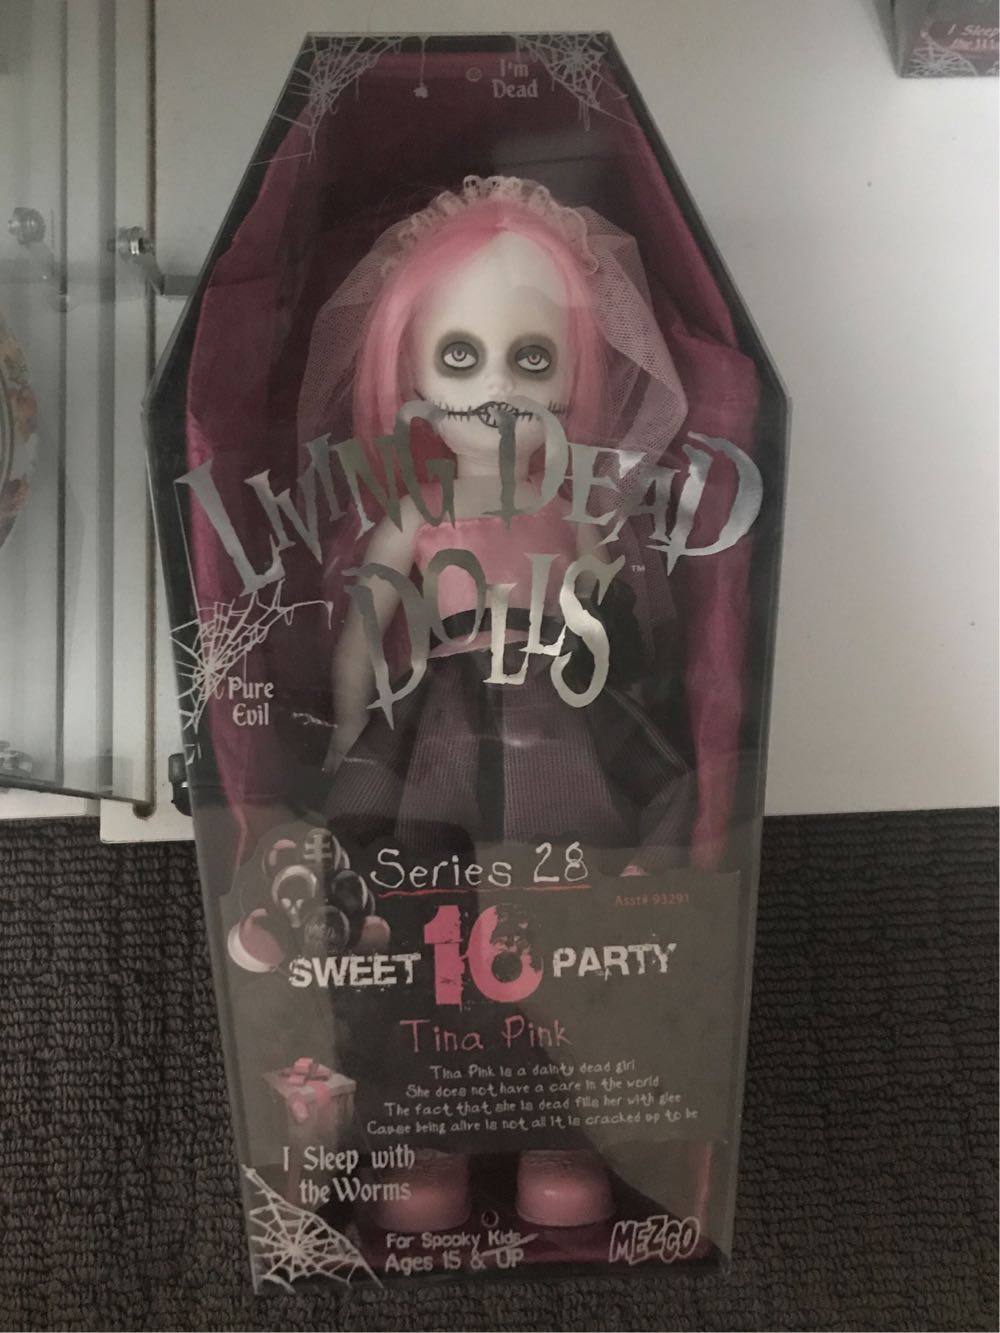 I'm
Dead
I Sleep
LIVING DEAD
DOLLS™
Pure
Evil
Series 28
Asst# 93291
SWEET 16 PARTY
Tina Pink
Tina Pink is a dainty dead girl
She does not have a care in the world
The fact that she is dead fills her with glee
Cause being alive is not all it is cracked up to be
I Sleep with
the Worms
For Spooky Kids
Ages 15 & UP
MEZCO